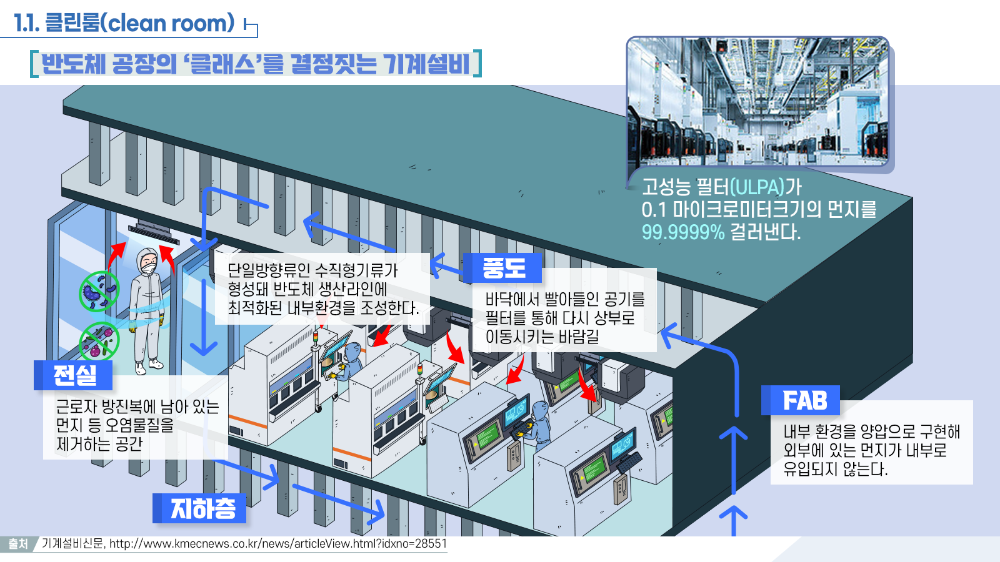 1.1. 클린룸(clean room)
반도체 공장의 ‘클래스’를 결정짓는 기계설비
고성능 필터(ULPA)가
0.1 마이크로미터크기의 먼지를
99.9999% 걸러낸다.
단일방향류인 수직형기류가
형성돼 반도체 생산라인에
최적화된 내부환경을 조성한다.
풍도
바닥에서 빨아들인 공기를
필터를 통해 다시 상부로
이동시키는 바람길
전실
근로자 방진복에 남아 있는
먼지 등 오염물질을
제거하는 공간
FAB
내부 환경을 양압으로 구현해
외부에 있는 먼지가 내부로
유입되지 않는다.
지하층
출처 기계설비신문, http://www.kmecnews.co.kr/news/articleView.html?idxno=28551